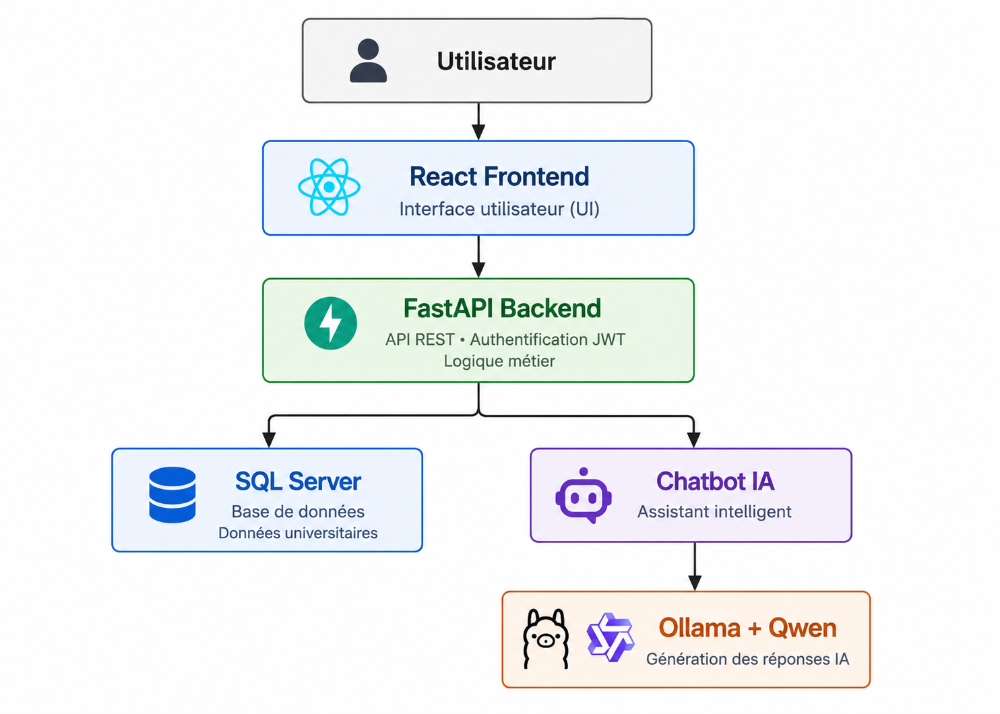 Utilisateur
React Frontend
Interface utilisateur (UI)
FastAPI Backend
API REST • Authentification JWT
Logique métier
SQL Server
Base de données
Données universitaires
Chatbot IA
Assistant intelligent
Ollama + Qwen
Génération des réponses IA